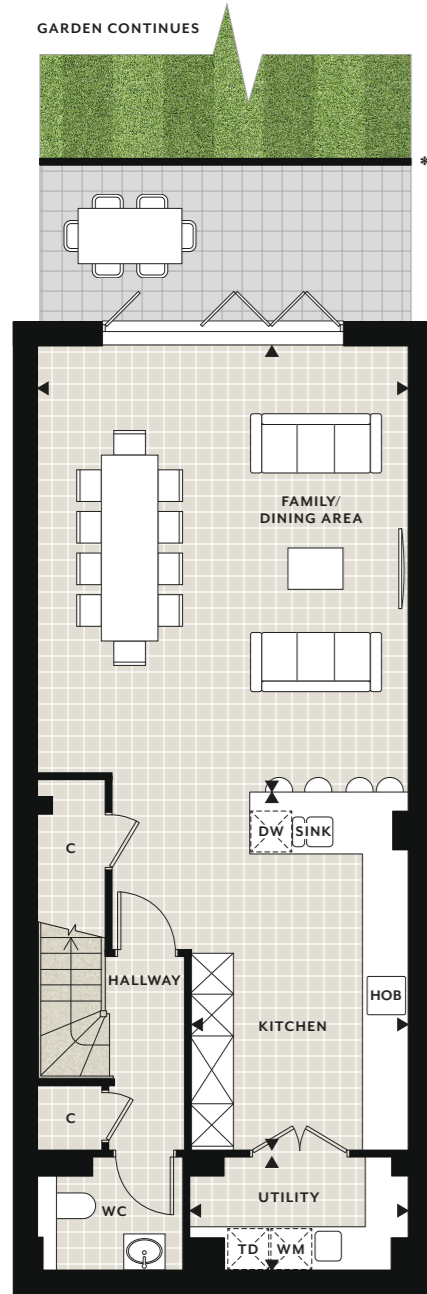 GARDEN CONTINUES
*
FAMILY/
DINING AREA
C
DW
SINK
HALLWAY
HOB
KITCHEN
C
UTILITY
WC
TD
WM